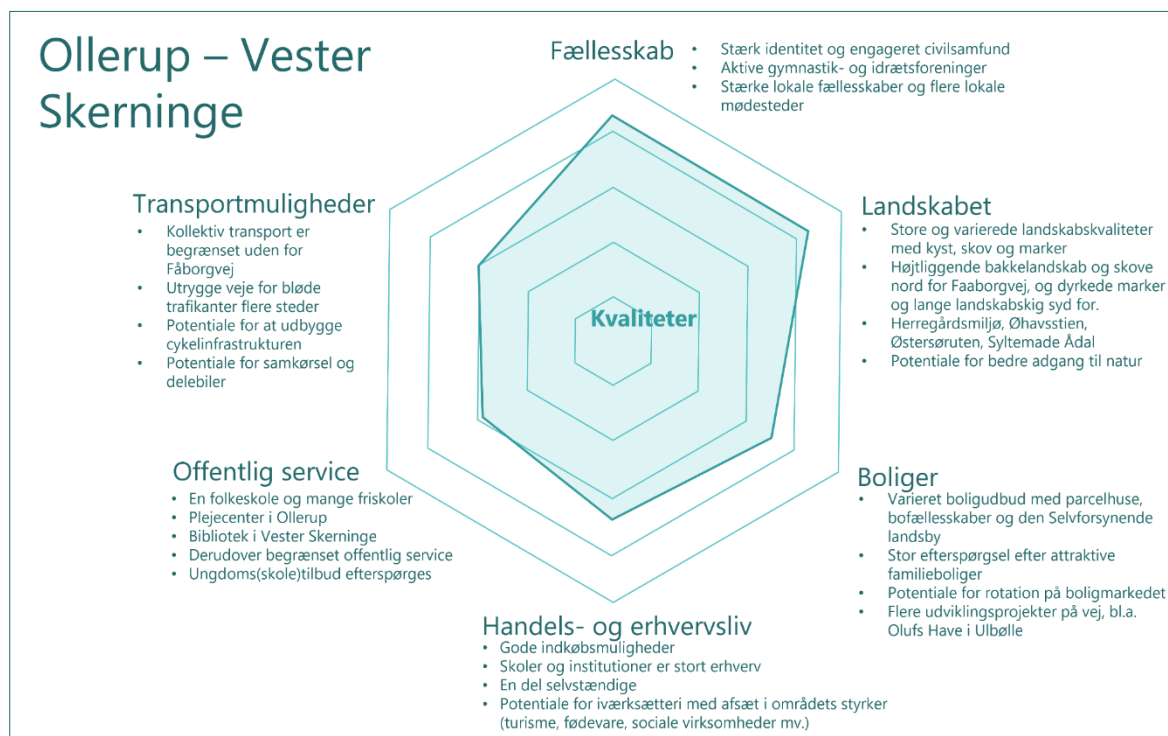 Ollerup – Vester
Skerninge
Fællesskab
• Stærk identitet og engageret civilsamfund
• Aktive gymnastik- og idrætsforeninger
• Stærke lokale fællesskaber og flere lokale
mødesteder
Transportmuligheder
• Kollektiv transport er
begrænset uden for
Fåborgvej
• Utrygge veje for bløde
trafikanter flere steder
• Potentiale for at udbygge
cykelinfrastrukturen
• Potentiale for samkørsel og
delebiler
Landskabet
• Store og varierede landskabskvaliteter
med kyst, skov og marker
• Højtliggende bakkelandskab og skove
nord for Faaborgvej, og dyrkede marker
og lange landskabskig syd for.
• Herregårdsmiljø, Øhavsstien,
Østersøruten, Syltemade Ådal
• Potentiale for bedre adgang til natur
Kvaliteter
Offentlig service
• En folkeskole og mange friskoler
• Plejecenter i Ollerup
• Bibliotek i Vester Skerninge
• Derudover begrænset offentlig service
• Ungdoms(skole)tilbud efterspørges
Boliger
• Varieret boligudbud med parcelhuse,
bofællesskaber og den Selvforsynende
landsby
• Stor efterspørgsel efter attraktive
familieboliger
• Potentiale for rotation på boligmarkedet
• Flere udviklingsprojekter på vej, bl.a.
Olufs Have i Ulbølle
Handels- og erhvervsliv
• Gode indkøbsmuligheder
• Skoler og institutioner er stort erhverv
• En del selvstændige
• Potentiale for iværksætteri med afsæt i områdets styrker
(turisme, fødevare, sociale virksomheder mv.)